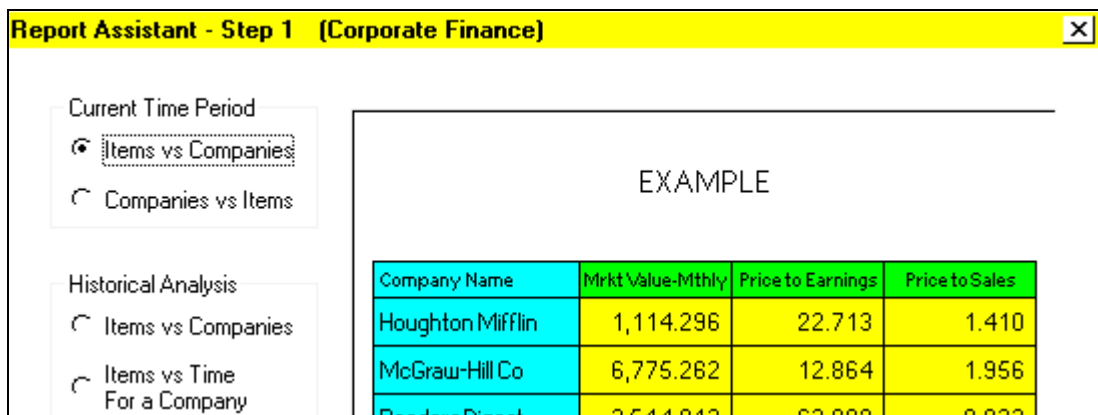 Report Assistant - Step 1 (Corporate Finance)
Current Time Period
Items vs Companies
Companies vs Items
Historical Analysis
Items vs Companies
Items vs Time
For a Company
EXAMPLE
Company Name Mrkt Value-Mthly Price to Earnings Price to Sales
Houghton Mifflin 1,114.296 22.713 1.410
McGraw-Hill Co 6,775.262 12.864 1.956